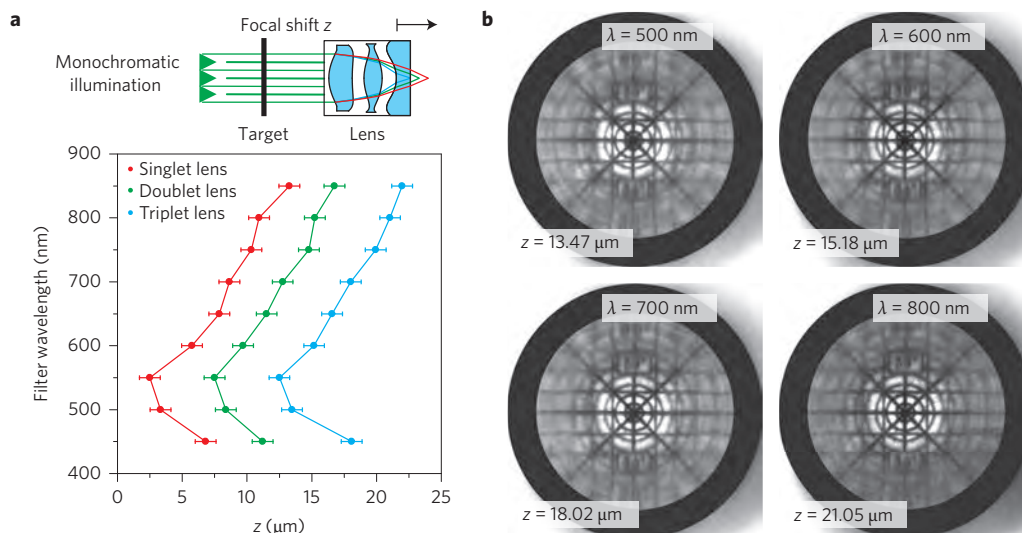 a
Focal shift z
Monochromatic
illumination
Target
Lens
900
800
700
600
500
400
Filter wavelength (nm)
Singlet lens
Doublet lens
Triplet lens
0
5
10
15
20
25
z (μm)
b
λ = 500 nm
z = 13.47 μm
λ = 600 nm
z = 15.18 μm
λ = 700 nm
z = 18.02 μm
λ = 800 nm
z = 21.05 μm